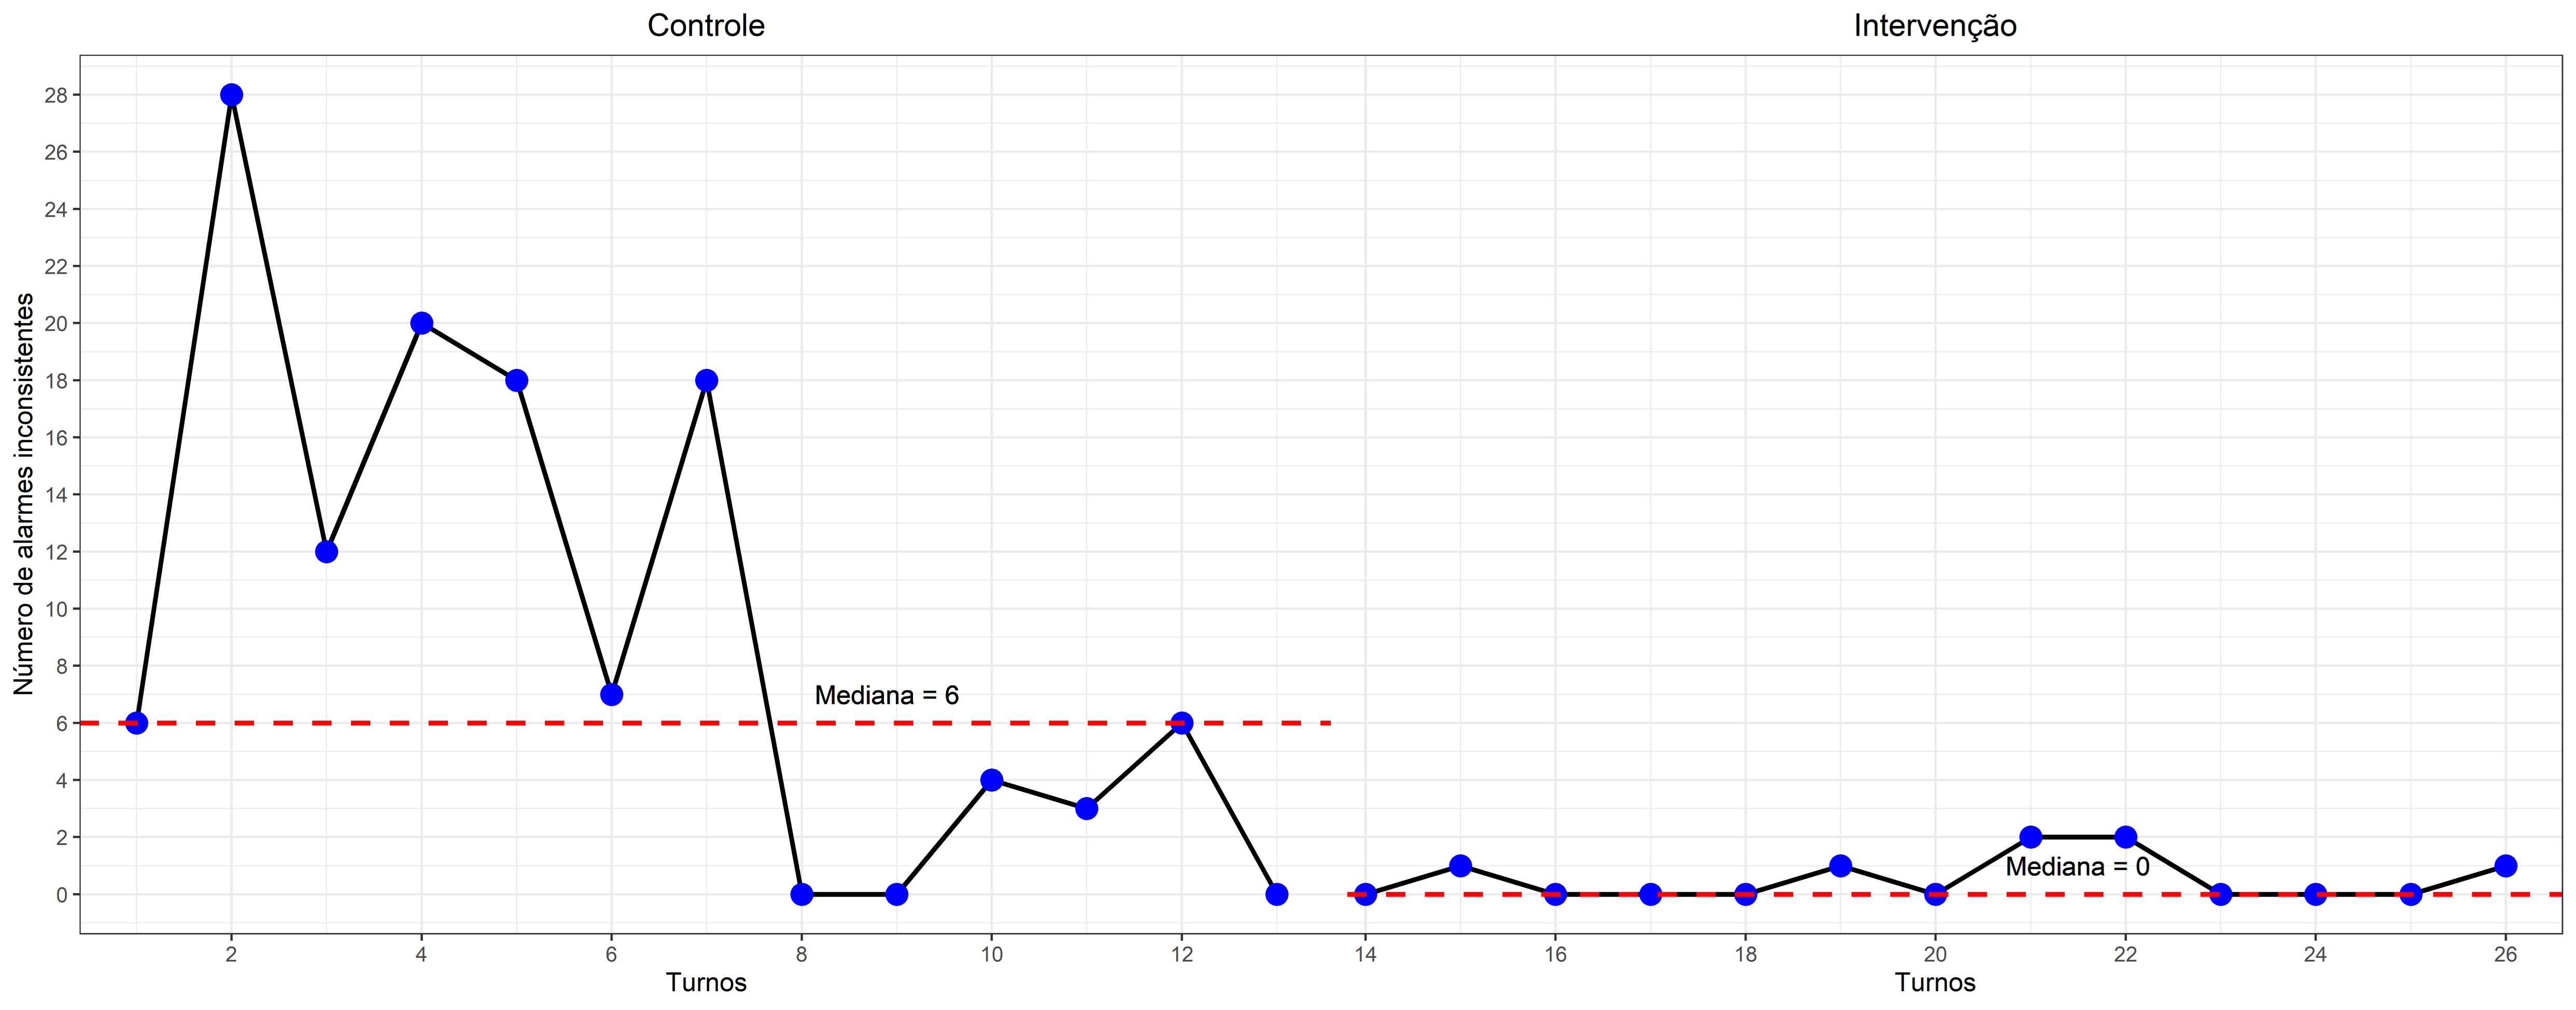 Controle
Intervenção
Número de alarmes inconsistentes
28
26
24
22
20
18
16
14
12
10
8
6
4
2
0
Mediana = 6
Mediana = 0
2 4 6 8 10 12 14 16 18 20 22 24 26
Turnos
Turnos